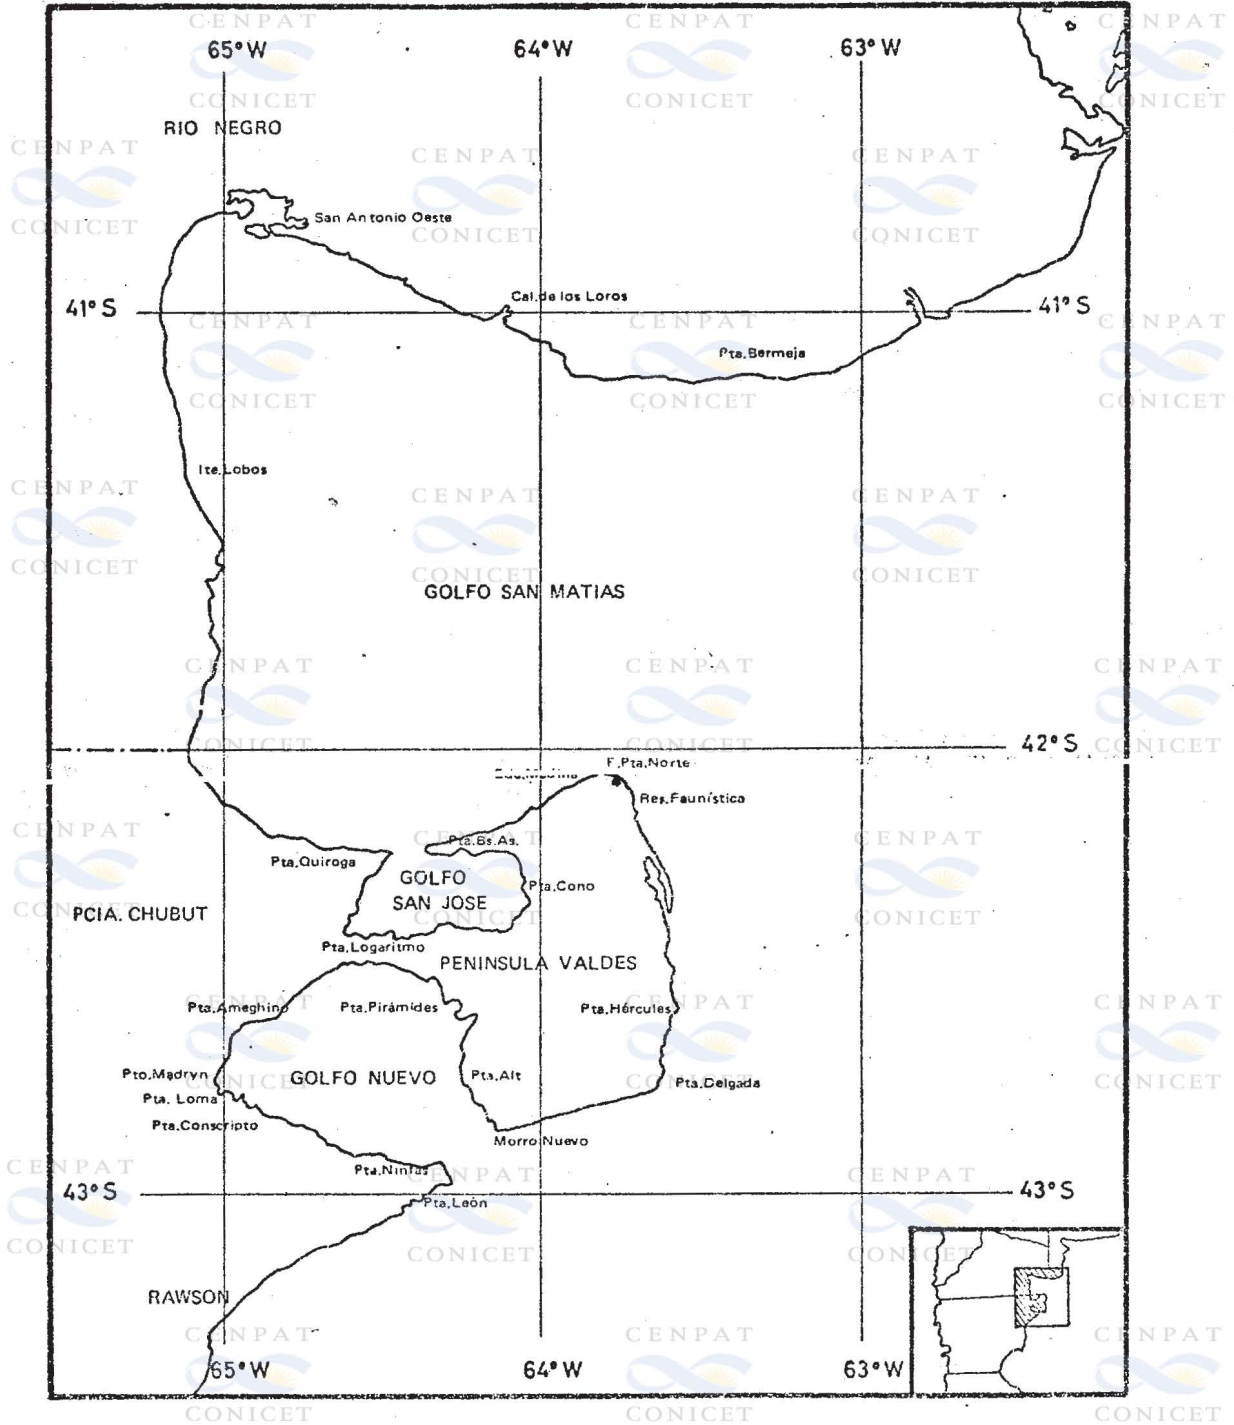 65°W 64°W 63°W
RIO NEGRO
San Antonio Oeste
Cal.de los Loros
41°S 41°S
Pta.Bermeja
Ite.Lobos
GOLFO SAN MATIAS
42°S
F.Pta.Norte
Res.Faunística
Pta.Bs.As.
Pta.Quiroga
GOLFO
SAN JOSE
Pta.Cono
PCIA. CHUBUT
Pta.Logaritmo
PENINSULA VALDES
Pta.Ameghino
Pta.Pirámides
Pta.Hércules
Pto.Madryn
GOLFO NUEVO
Pta.Alt
Pta.Delgada
Pta. Loma
Pta.Conscripto
Morro Nuevo
Pta.Ninfas
43°S 43°S
Pta.León
RAWSON
65°W 64°W 63°W
CENPAT
CONICET